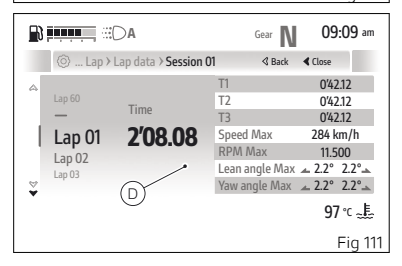 A Gear N 09:09 am
... Lap > Lap data > Session 01 Back Close
Lap 60
Lap 01
Lap 02
Lap 03
Time
2'08.08
D
T1 0'42.12
T2 0'42.12
T3 0'42.12
Speed Max 284 km/h
RPM Max 11.500
Lean angle Max 2.2° 2.2°
Yaw angle Max 2.2° 2.2°
97 °C
Fig 111